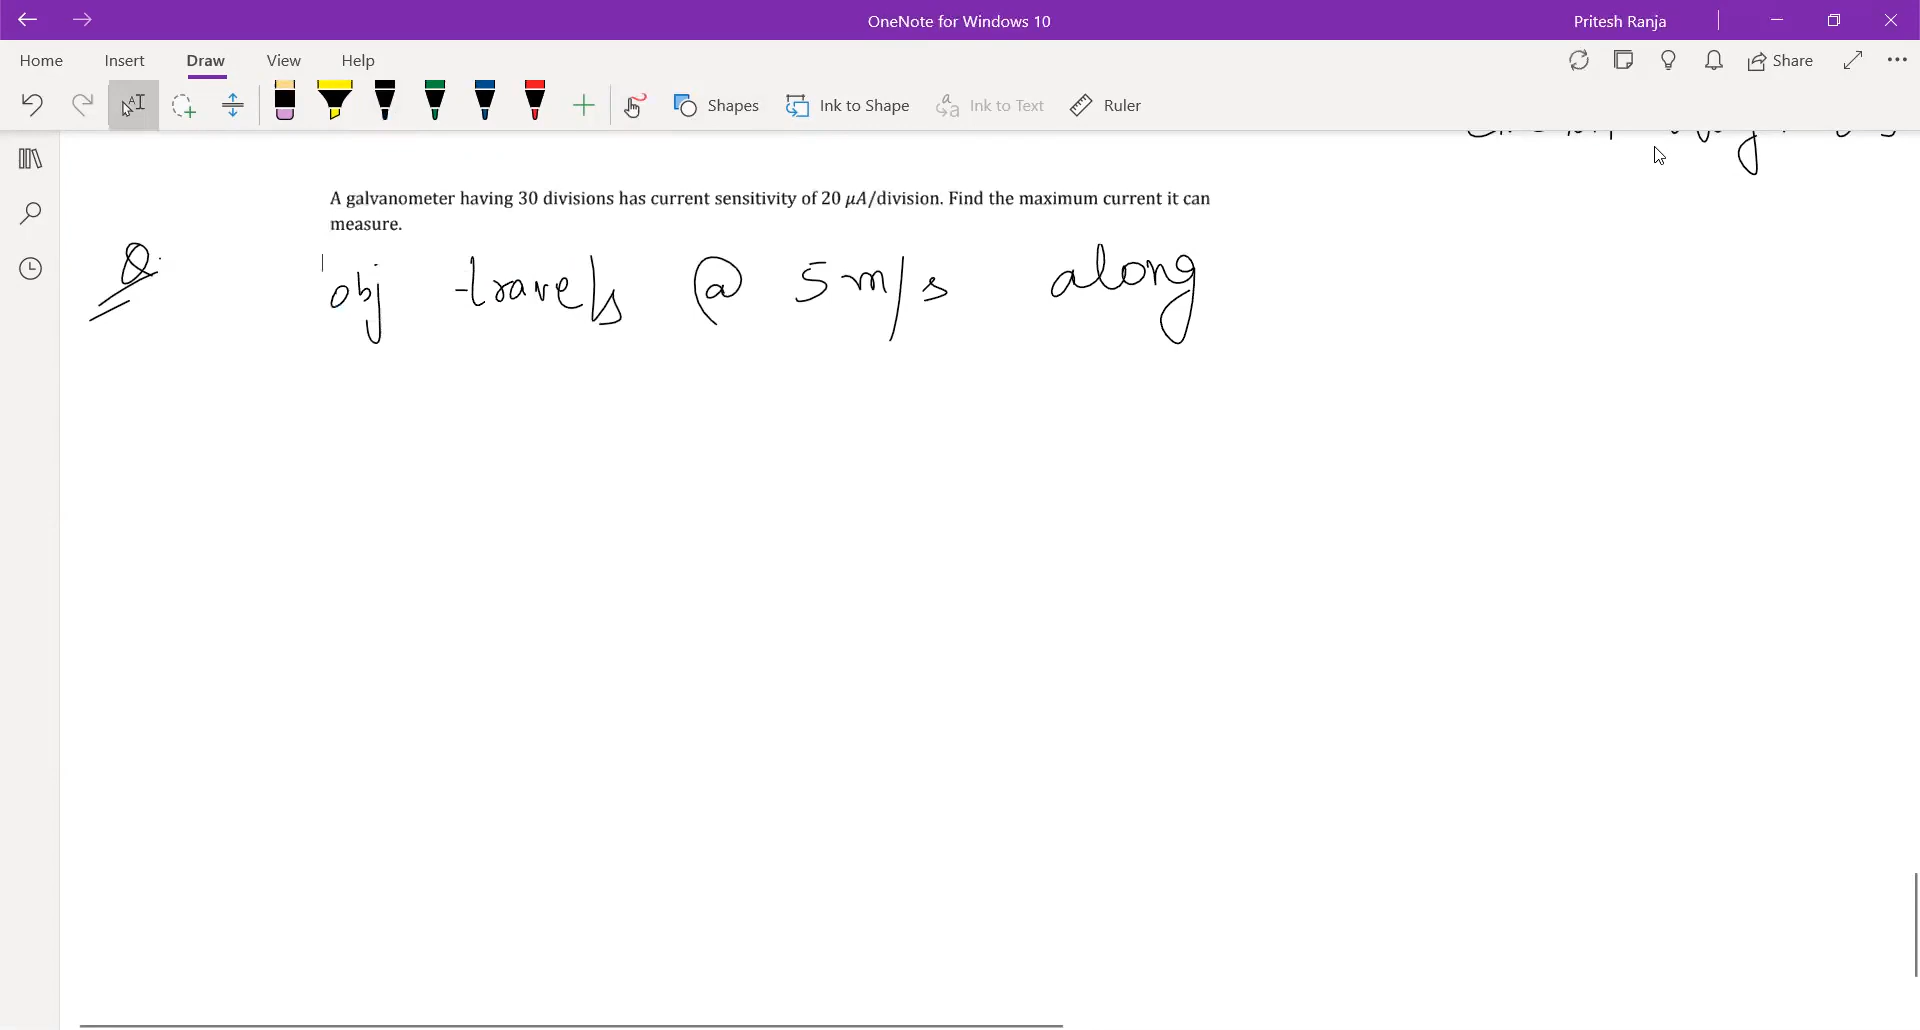 OneNote for Windows 10
Pritesh Ranja
Home Insert Draw View Help
Share
Shapes Ink to Shape Ink to Text Ruler
A galvanometer having 30 divisions has current sensitivity of 20 μA/division. Find the maximum current it can
measure.
Q.
obj travels @ 5 m/s along